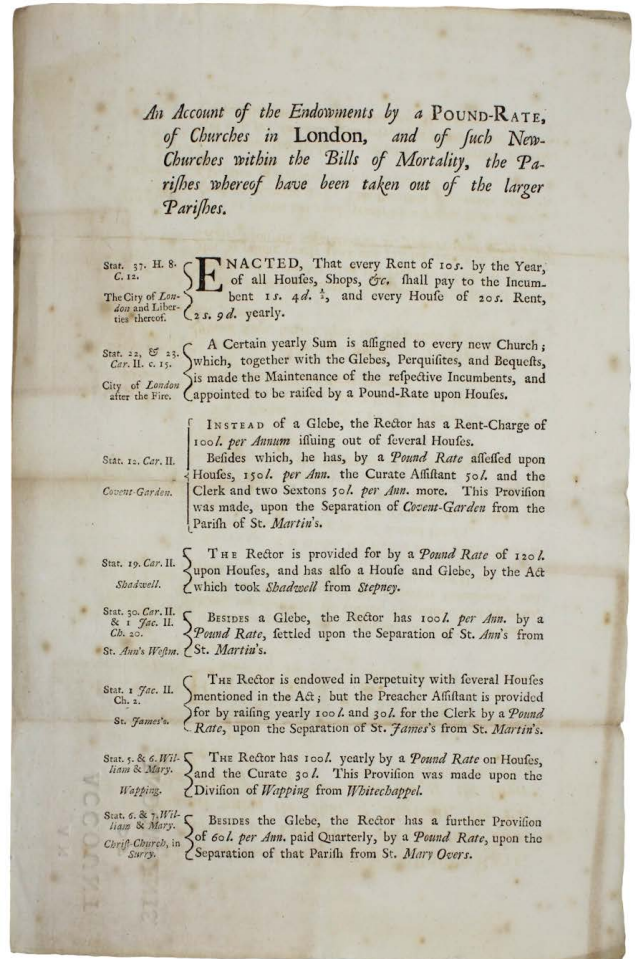 An Account of the Endowments by a POUND-RATE,
of Churches in London, and of ſuch New-
Churches within the Bills of Mortality, the Pa-
riſhes whereof have been taken out of the larger
Pariſhes.
Stat. 37. H. 8.
C. 12.
The City of Lon-
don and Liber-
ties thereof.
ENACTED, That every Rent of 10s. by the Year,
of all Houſes, Shops, &c. ſhall pay to the Incum-
bent 1s. 4d. ½, and every Houſe of 20s. Rent,
2s. 9d. yearly.
Stat. 22, & 23.
Car. II. c. 15.
City of London
after the Fire.
A Certain yearly Sum is aſſigned to every new Church;
which, together with the Glebes, Perquiſites, and Bequeſts,
is made the Maintenance of the reſpective Incumbents, and
appointed to be raiſed by a Pound-Rate upon Houſes.
Stat. 12. Car. II.
Covent-Garden.
INSTEAD of a Glebe, the Rector has a Rent-Charge of
100l. per Annum iſſuing out of ſeveral Houſes.
Beſides which, he has, by a Pound Rate aſſeſſed upon
Houſes, 150l. per Ann. the Curate Aſſiſtant 50l. and the
Clerk and two Sextons 50l. per Ann. more. This Proviſion
was made, upon the Separation of Covent-Garden from the
Pariſh of St. Martin's.
Stat. 19. Car. II.
Shadwell.
THE Rector is provided for by a Pound Rate of 120l.
upon Houſes, and has alſo a Houſe and Glebe, by the Act
which took Shadwell from Stepney.
Stat. 30. Car. II.
& 1 Jac. II.
Ch. 20.
St. Ann's Weſtm.
BESIDES a Glebe, the Rector has 100l. per Ann. by a
Pound Rate, ſettled upon the Separation of St. Ann's from
St. Martin's.
Stat. 1 Jac. II.
Ch. 2.
St. James's.
THE Rector is endowed in Perpetuity with ſeveral Houſes
mentioned in the Act; but the Preacher Aſſiſtant is provided
for by raiſing yearly 100l. and 30l. for the Clerk by a Pound
Rate, upon the Separation of St. James's from St. Martin's.
Stat. 5. & 6. Wil-
liam & Mary.
Wapping.
THE Rector has 100l. yearly by a Pound Rate on Houſes,
and the Curate 30l. This Proviſion was made upon the
Diviſion of Wapping from Whitechappel.
Stat. 6. & 7. Wil-
liam & Mary.
Chriſt-Church, in
Surry.
BESIDES the Glebe, the Rector has a further Proviſion
of 60l. per Ann. paid Quarterly, by a Pound Rate, upon the
Separation of that Pariſh from St. Mary Overs.